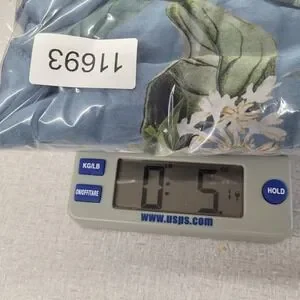 11693
KG/LB
ON/OFF/TARE
0: 5
HOLD
www.usps.com